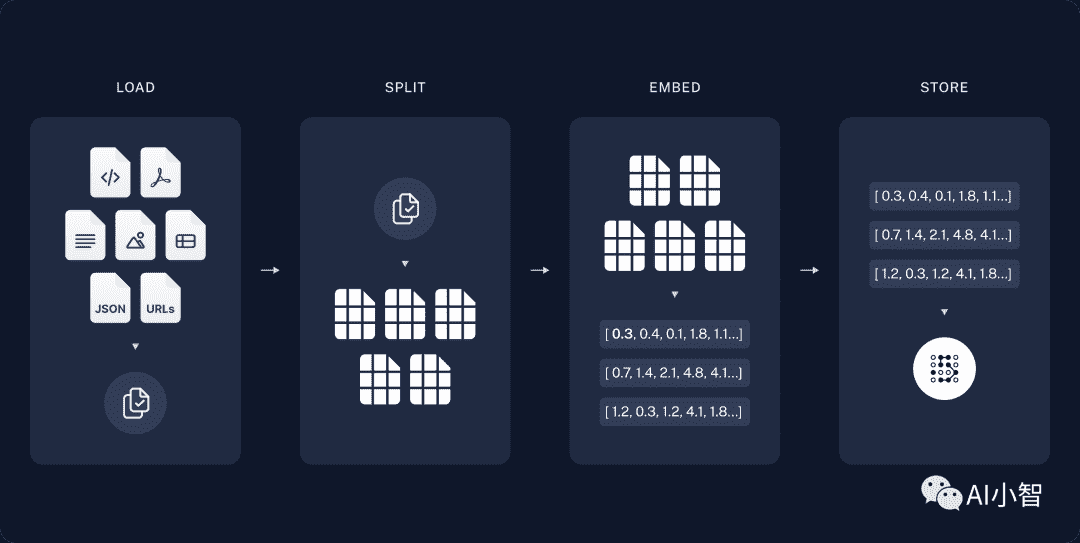 LOAD
SPLIT
EMBED
STORE
</>
JSON
URLs
[ 0.3, 0.4, 0.1, 1.8, 1.1...]
[ 0.7, 1.4, 2.1, 4.8, 4.1...]
[ 1.2, 0.3, 1.2, 4.1, 1.8...]
[ 0.3, 0.4, 0.1, 1.8, 1.1...]
[ 0.7, 1.4, 2.1, 4.8, 4.1...]
[ 1.2, 0.3, 1.2, 4.1, 1.8...]
AI小智